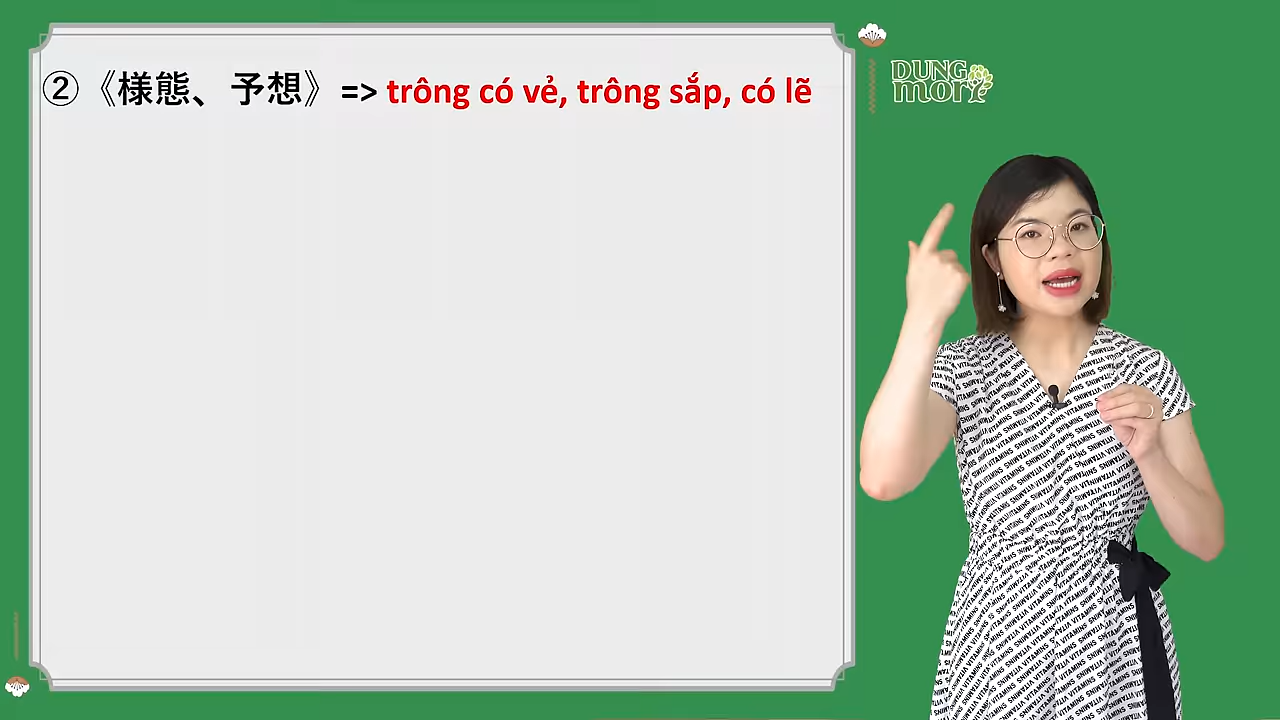 ②《様態、予想》=> trông có vẻ, trông sắp, có lẽ
DUNG
mori